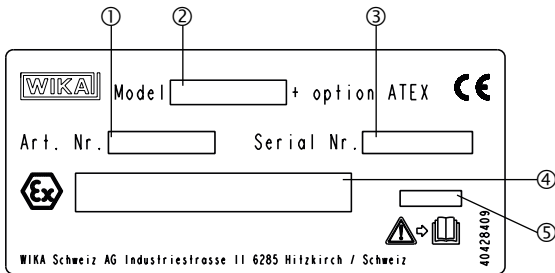 ① ② ③
WIKA Model + option ATEX CE
Art. Nr. Serial Nr.
Ex ④
⑤
WIKA Schweiz AG Industriestrasse 11 6285 Hitzkirch / Schweiz
40428409